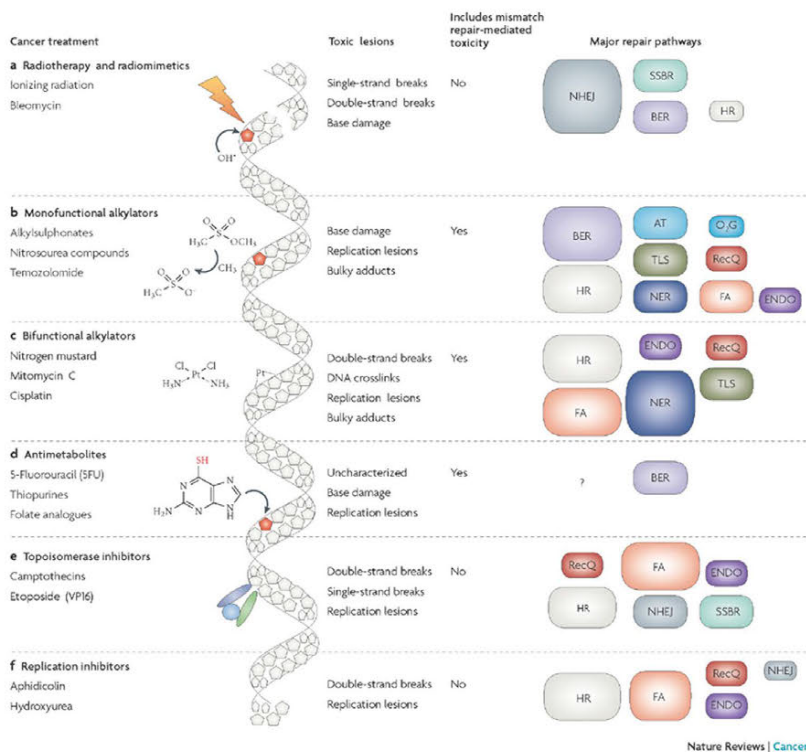 Cancer treatment
Toxic lesions
Includes mismatch
repair-mediated
toxicity
Major repair pathways
a Radiotherapy and radiomimetics
Ionizing radiation
Bleomycin
OH•
Single-strand breaks
Double-strand breaks
Base damage
No
NHEJ
SSBR
BER
HR
b Monofunctional alkylators
Alkylsulphonates
Nitrosourea compounds
Temozolomide
O O
S
H₃C OCH₃
O O
S
H₃C O⁻
CH₃
Base damage
Replication lesions
Bulky adducts
Yes
BER
AT
O₆G
TLS
RecQ
HR
NER
FA
ENDO
c Bifunctional alkylators
Nitrogen mustard
Mitomycin C
Cisplatin
Cl Cl
Pt
H₃N NH₃
Pt
Double-strand breaks
DNA crosslinks
Replication lesions
Bulky adducts
Yes
HR
ENDO
RecQ
FA
NER
TLS
d Antimetabolites
5-Fluorouracil (5FU)
Thiopurines
Folate analogues
SH
N N
H₂N N N
H
Uncharacterized
Base damage
Replication lesions
Yes
?
BER
e Topoisomerase inhibitors
Camptothecins
Etoposide (VP16)
Double-strand breaks
Single-strand breaks
Replication lesions
No
RecQ
FA
ENDO
HR
NHEJ
SSBR
f Replication inhibitors
Aphidicolin
Hydroxyurea
Double-strand breaks
Replication lesions
No
HR
FA
RecQ
NHEJ
ENDO
Nature Reviews | Cancer